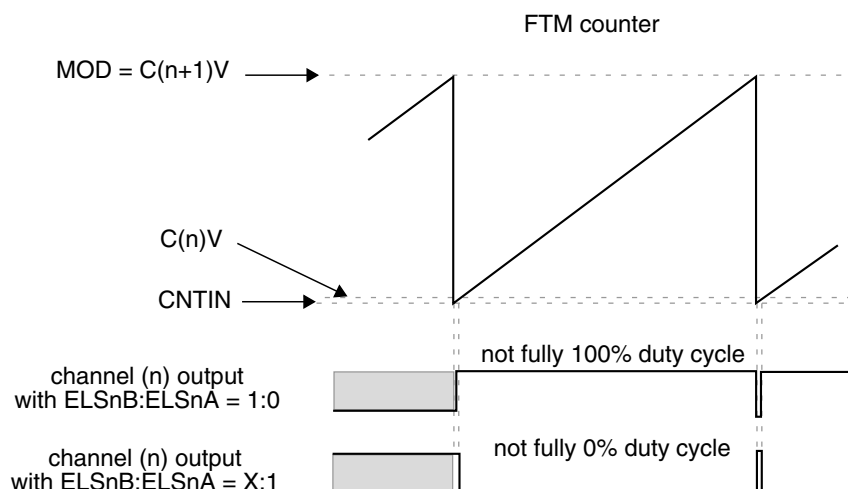 FTM counter
MOD = C(n+1)V
C(n)V
CNTIN
not fully 100% duty cycle
channel (n) output
with ELSnB:ELSnA = 1:0
not fully 0% duty cycle
channel (n) output
with ELSnB:ELSnA = X:1